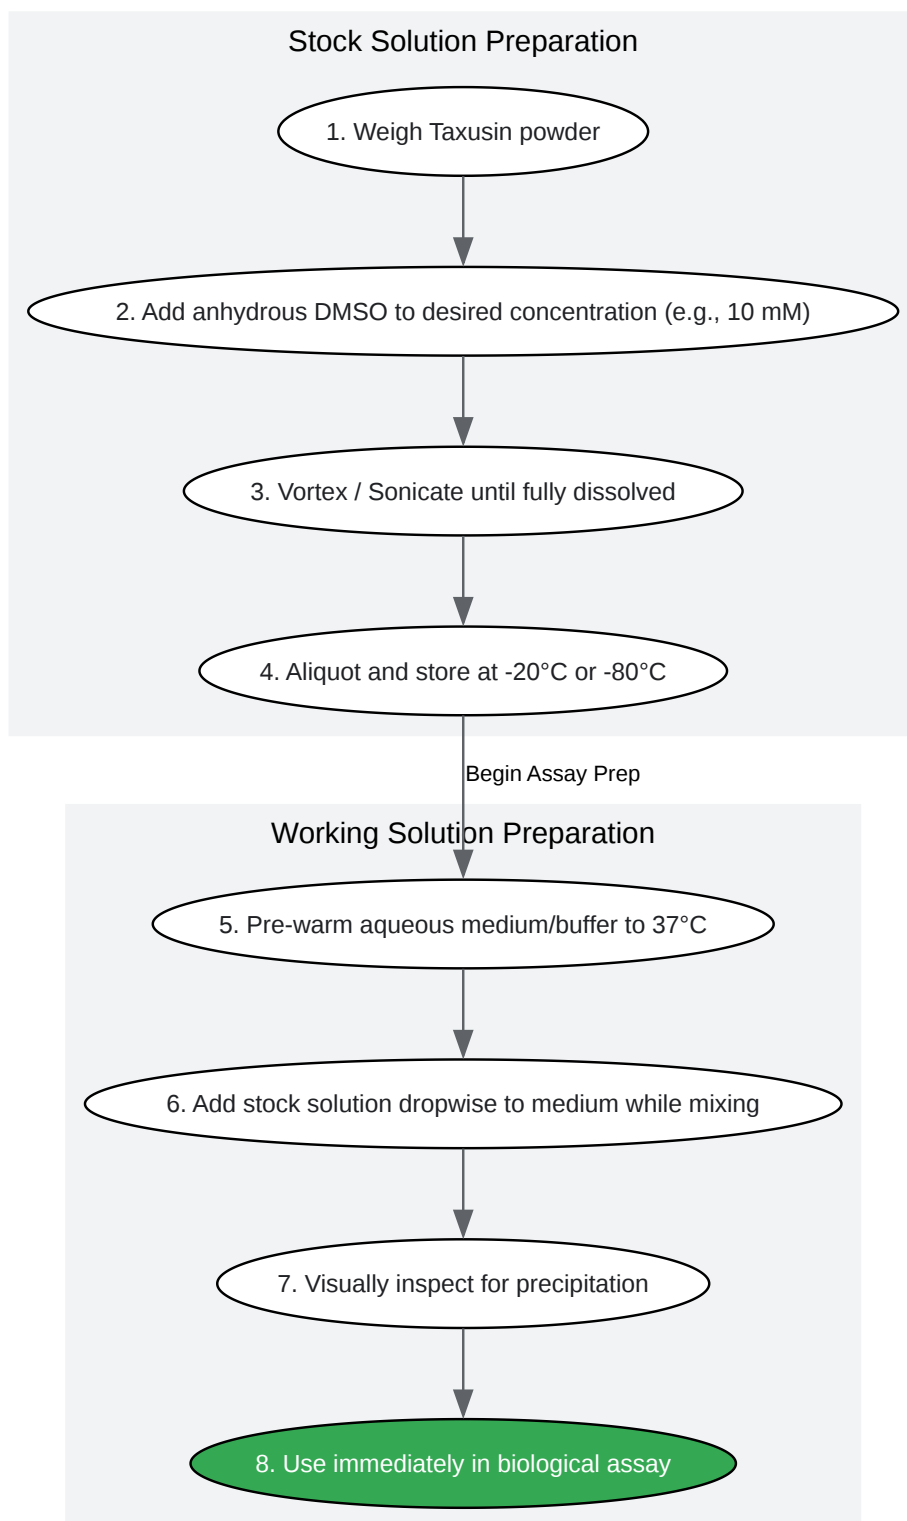 Stock Solution Preparation
1. Weigh Taxusin powder
2. Add anhydrous DMSO to desired concentration (e.g., 10 mM)
3. Vortex / Sonicate until fully dissolved
4. Aliquot and store at -20°C or -80°C
Begin Assay Prep
Working Solution Preparation
5. Pre-warm aqueous medium/buffer to 37°C
6. Add stock solution dropwise to medium while mixing
7. Visually inspect for precipitation
8. Use immediately in biological assay